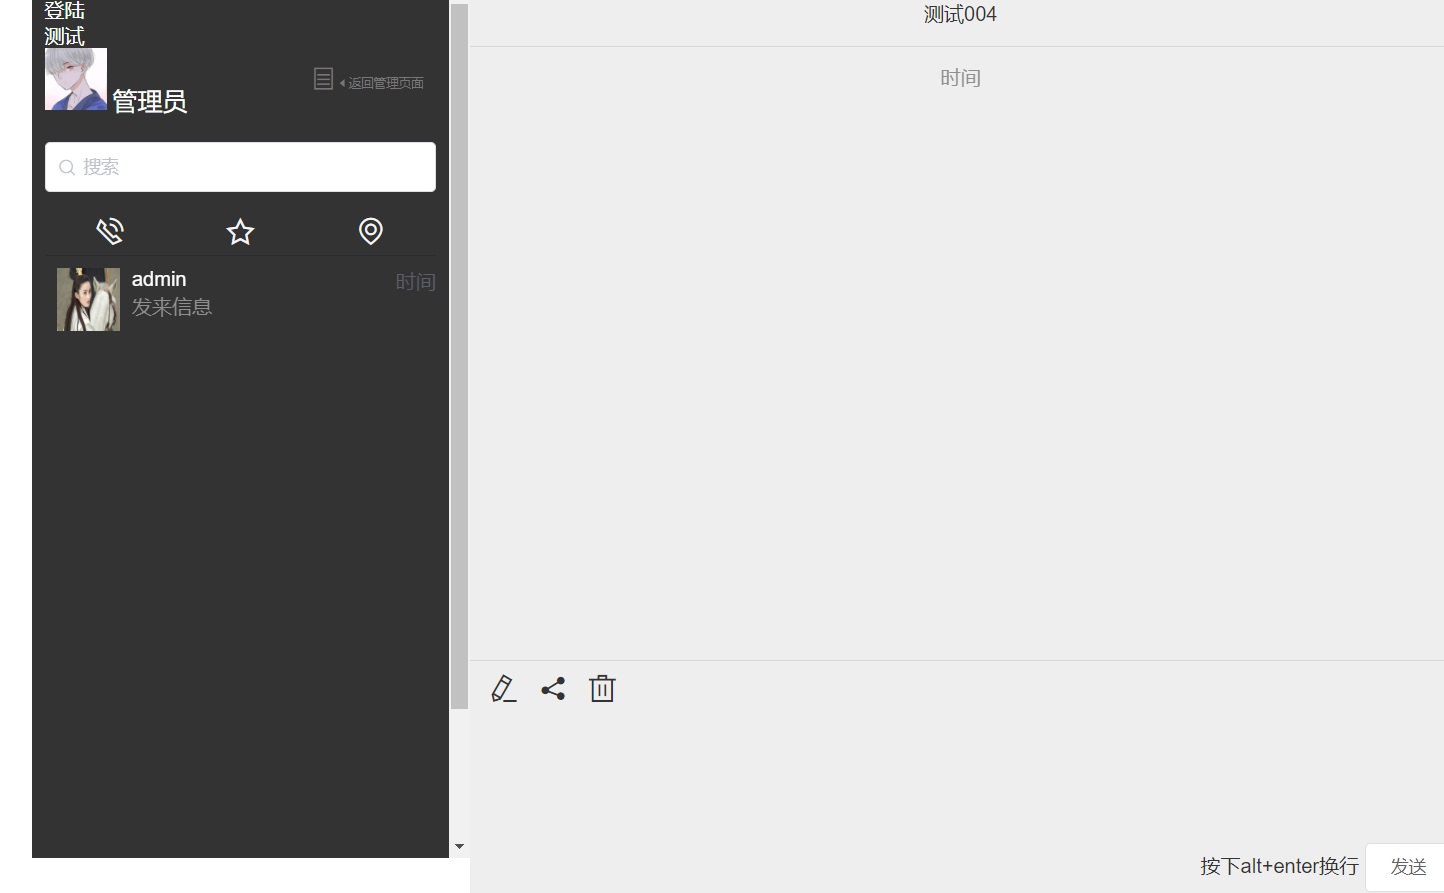 登陆
测试
管理员
返回管理页面
搜索
admin
时间
发来信息
测试004
时间
按下alt+enter换行
发送